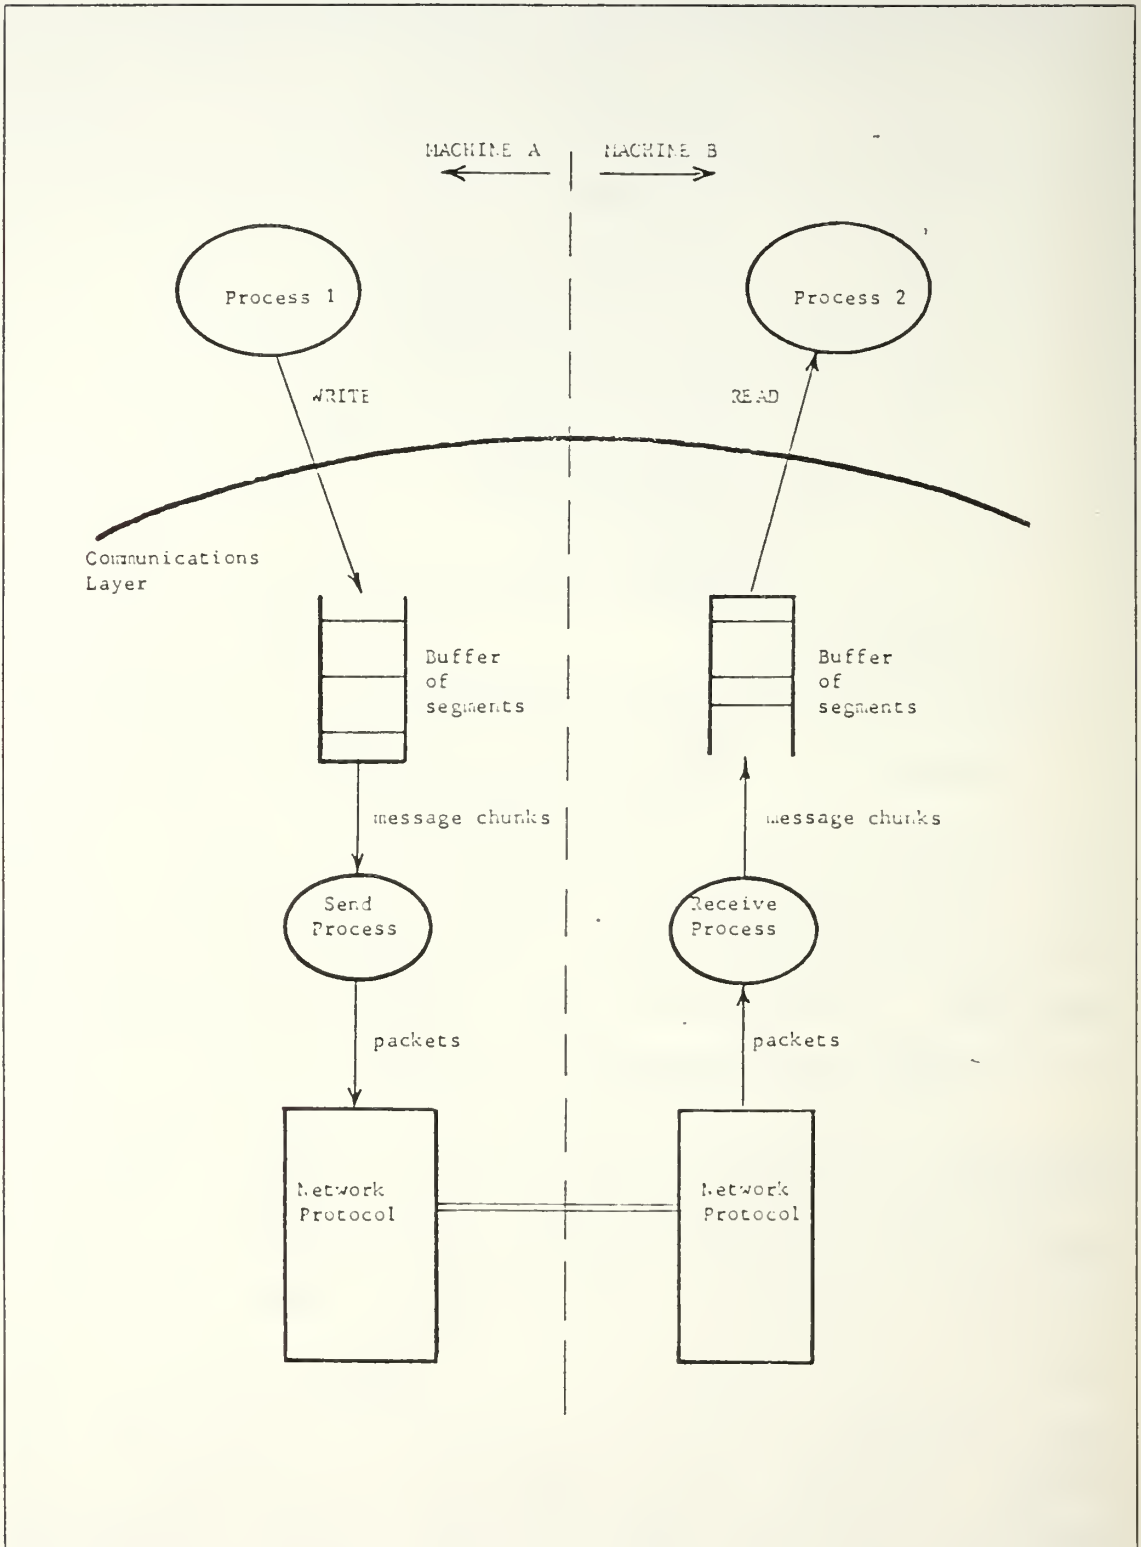 MACHINE A
MACHINE B
Process 1
Process 2
WRITE
READ
Communications
Layer
Buffer
of
segments
Buffer
of
segments
message chunks
message chunks
Send
Process
Receive
Process
packets
packets
Network
Protocol
Network
Protocol